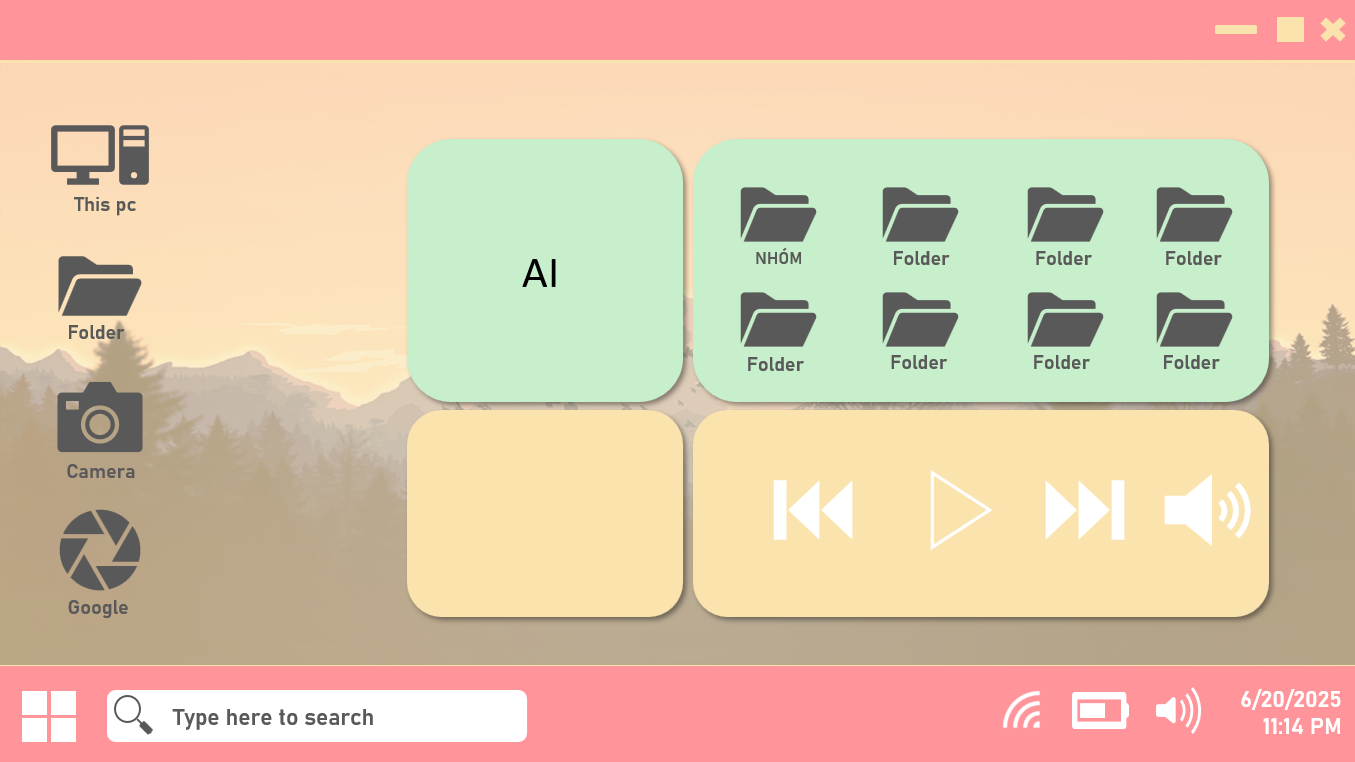 This pc
Folder
Camera
Google
AI
NHÓM
Folder
Folder
Folder
Folder
Folder
Folder
Folder
Type here to search
6/20/2025
11:14 PM